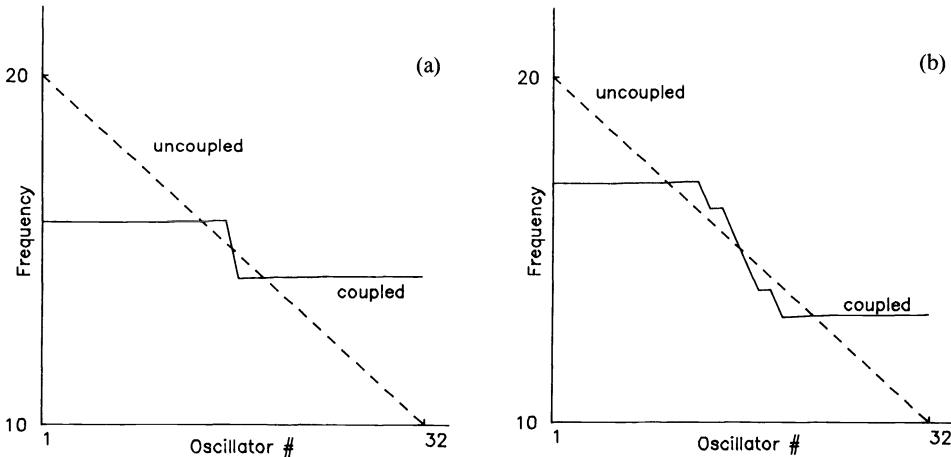 (a)
20
uncoupled
Frequency
coupled
10
1
Oscillator #
32
(b)
20
uncoupled
Frequency
coupled
10
1
Oscillator #
32